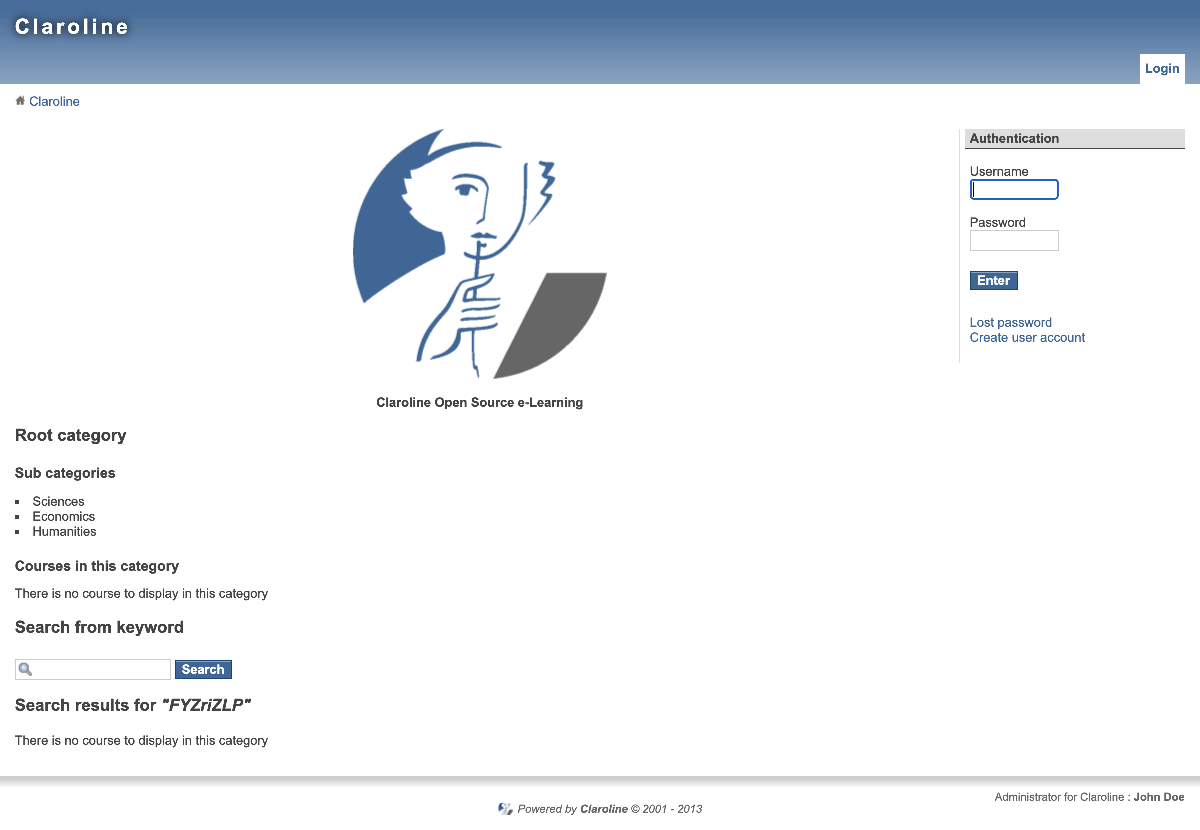 Claroline
Login
Claroline
Authentication
Username
Password
Enter
Lost password
Create user account
Claroline Open Source e-Learning
Root category
Sub categories
Sciences
Economics
Humanities
Courses in this category
There is no course to display in this category
Search from keyword
Search
Search results for "FYZriZLP"
There is no course to display in this category
Administrator for Claroline : John Doe
Powered by Claroline © 2001 - 2013